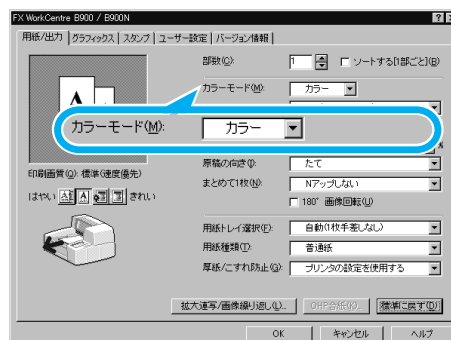 FX WorkCentre B900 / B900N
用紙/出力 グラフィックス スタンプ ユーザー設定 バージョン情報
部数(C): 1 ソートする[1部ごと](B)
カラーモード(M): カラー
カラーモード(M): カラー
%
原稿の向き(I): たて
まとめて1枚(N): Nアップしない
180° 画像回転(U)
印刷画質(Q): 標準(速度優先)
はやい きれい
用紙トレイ選択(F): 自動(1枚手差しなし)
用紙種類(T): 普通紙
厚紙/こすれ防止(G): プリンタの設定を使用する
拡大連写/画像繰り返し(L)... OHP合紙(K)... 標準に戻す(D)
OK キャンセル ヘルプ